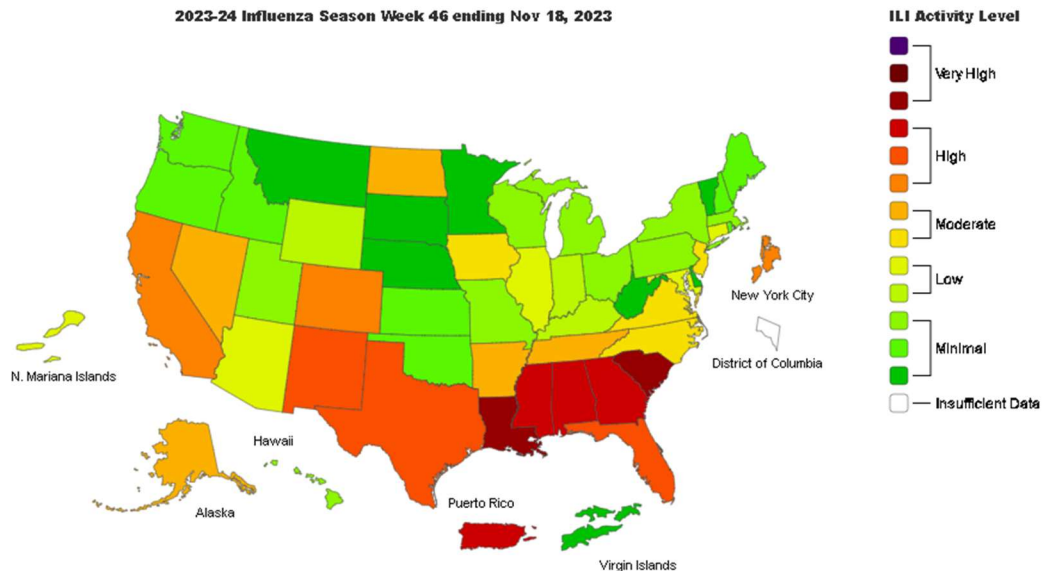 2023-24 Influenza Season Week 46 ending Nov 18, 2023
ILI Activity Level
Very High
High
Moderate
Low
Minimal
Insufficient Data
New York City
District of Columbia
N. Mariana Islands
Hawaii
Alaska
Puerto Rico
Virgin Islands